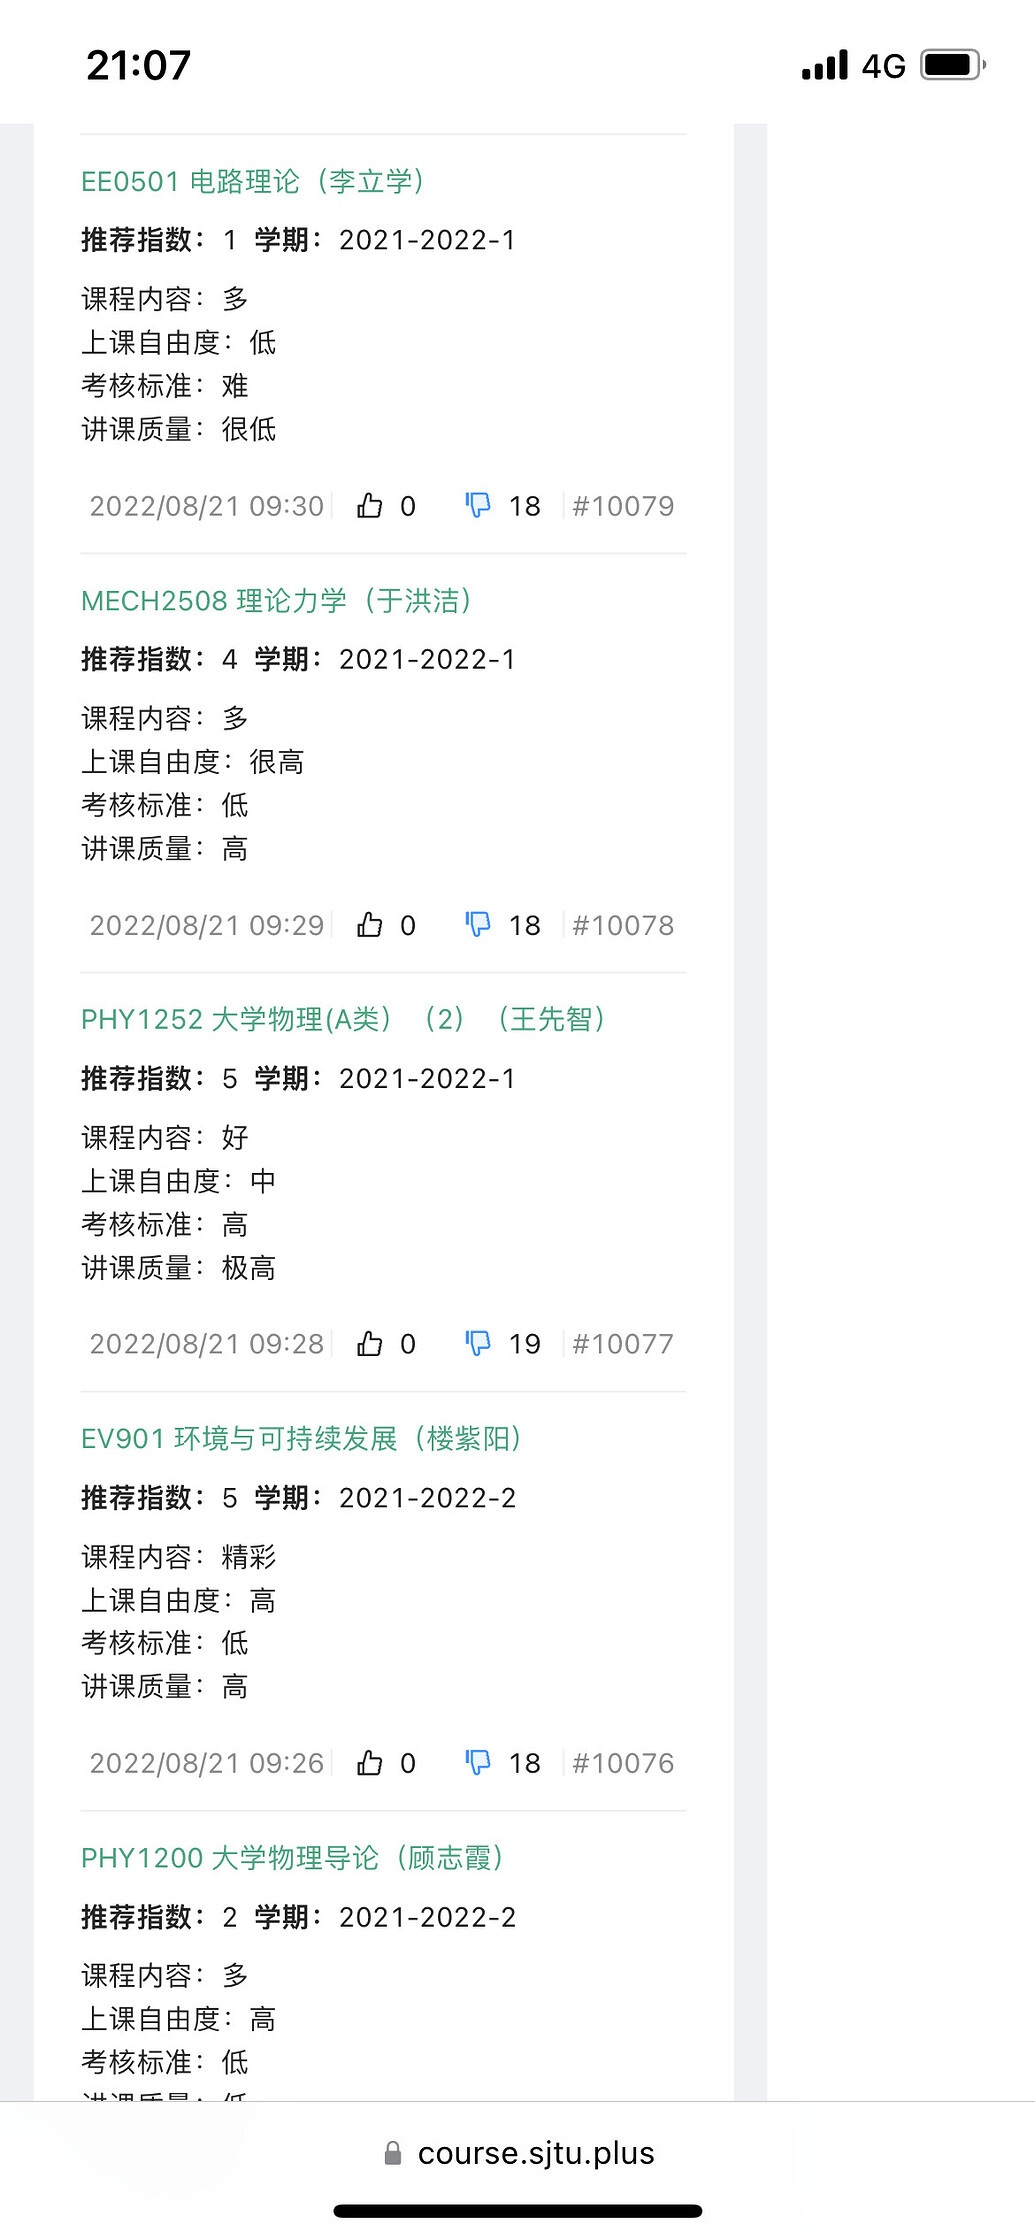 21:07
4G
EE0501 电路理论（李立学）
推荐指数： 1 学期： 2021-2022-1
课程内容：多
上课自由度：低
考核标准：难
讲课质量：很低
2022/08/21 09:30 0 18 #10079
MECH2508 理论力学（于洪洁）
推荐指数： 4 学期： 2021-2022-1
课程内容：多
上课自由度：很高
考核标准：低
讲课质量：高
2022/08/21 09:29 0 18 #10078
PHY1252 大学物理(A类）（2）（王先智）
推荐指数： 5 学期： 2021-2022-1
课程内容：好
上课自由度：中
考核标准：高
讲课质量：极高
2022/08/21 09:28 0 19 #10077
EV901 环境与可持续发展（楼紫阳）
推荐指数： 5 学期： 2021-2022-2
课程内容：精彩
上课自由度：高
考核标准：低
讲课质量：高
2022/08/21 09:26 0 18 #10076
PHY1200 大学物理导论（顾志霞）
推荐指数： 2 学期： 2021-2022-2
课程内容：多
上课自由度：高
考核标准：低
讲课质量：低
course.sjtu.plus